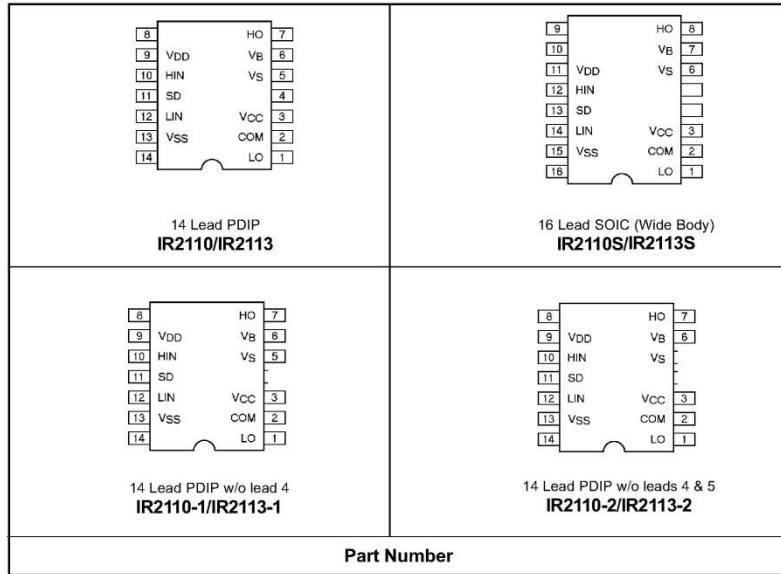 8 HO 7
9 VDD VB 6
10 HIN VS 5
11 SD 4
12 LIN VCC 3
13 VSS COM 2
14 LO 1
14 Lead PDIP
IR2110/IR2113
9 HO 8
10 VB 7
11 VDD VS 6
12 HIN
13 SD
14 LIN VCC 3
15 VSS COM 2
16 LO 1
16 Lead SOIC (Wide Body)
IR2110S/IR2113S
8 HO 7
9 VDD VB 6
10 HIN VS 5
11 SD
12 LIN VCC 3
13 VSS COM 2
14 LO 1
14 Lead PDIP w/o lead 4
IR2110-1/IR2113-1
8 HO 7
9 VDD VB 6
10 HIN VS
11 SD
12 LIN VCC 3
13 VSS COM 2
14 LO 1
14 Lead PDIP w/o leads 4 & 5
IR2110-2/IR2113-2
Part Number